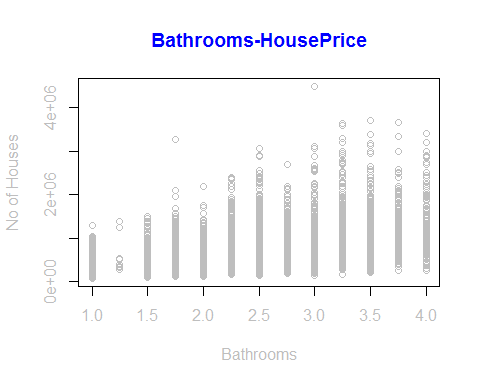 Bathrooms-HousePrice
No of Houses
4e+06
2e+06
0e+00
1.0 1.5 2.0 2.5 3.0 3.5 4.0
Bathrooms